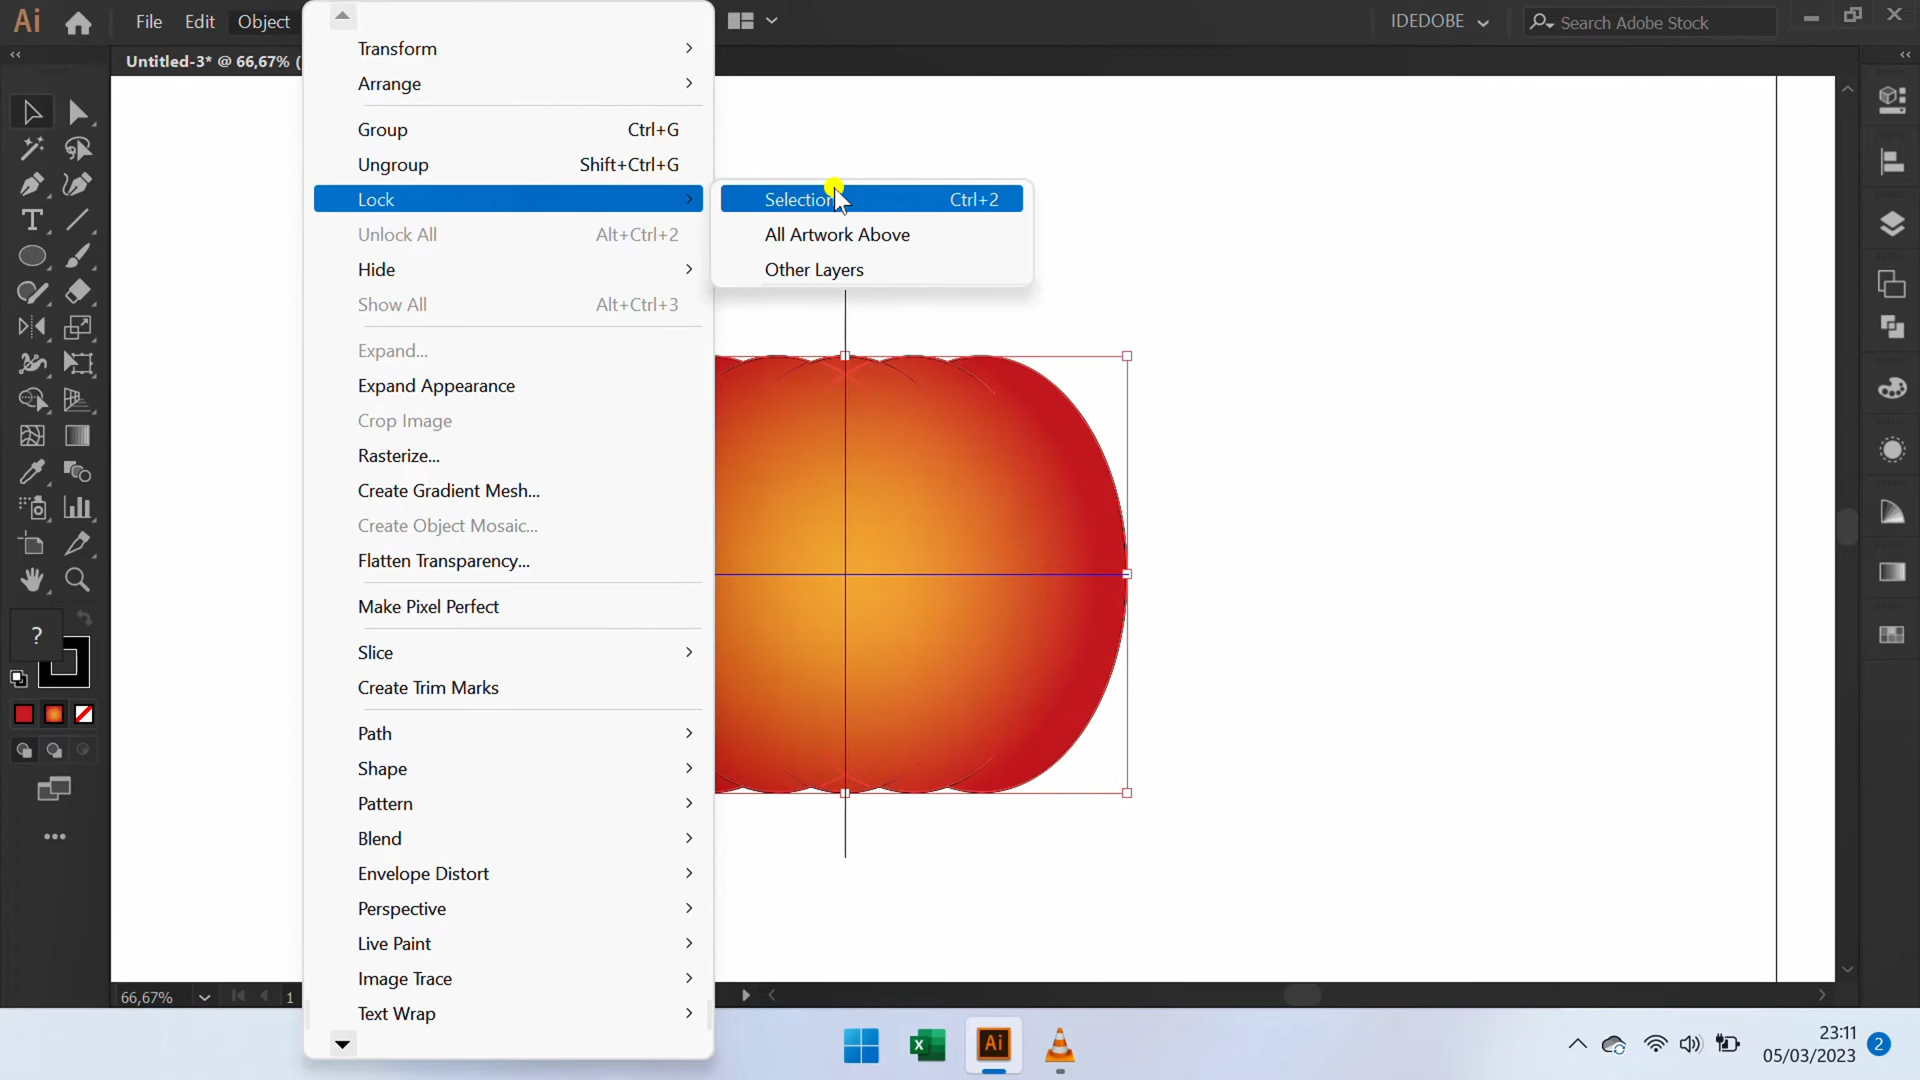 Ai File Edit Object IDEDOBE Search Adobe Stock
Untitled-3* @ 66,67% (
Transform
Arrange
Group Ctrl+G
Ungroup Shift+Ctrl+G
Lock
Unlock All Alt+Ctrl+2
Hide
Show All Alt+Ctrl+3
Expand...
Expand Appearance
Crop Image
Rasterize...
Create Gradient Mesh...
Create Object Mosaic...
Flatten Transparency...
Make Pixel Perfect
Slice
Create Trim Marks
Path
Shape
Pattern
Blend
Envelope Distort
Perspective
Live Paint
Image Trace
Text Wrap
Selection Ctrl+2
All Artwork Above
Other Layers
?
66,67% 1
Ai
23:11
05/03/2023 2